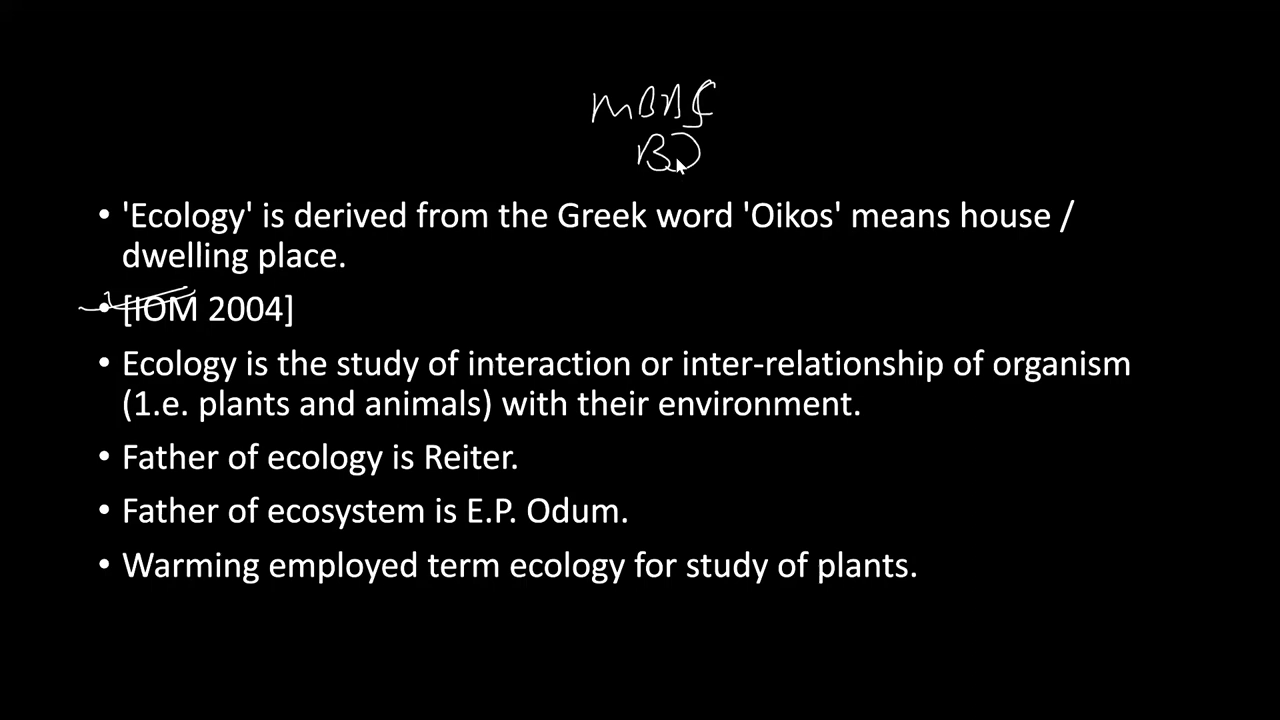 • 'Ecology' is derived from the Greek word 'Oikos' means house /
dwelling place.
• [IOM 2004]
• Ecology is the study of interaction or inter-relationship of organism
(1.e. plants and animals) with their environment.
• Father of ecology is Reiter.
• Father of ecosystem is E.P. Odum.
• Warming employed term ecology for study of plants.